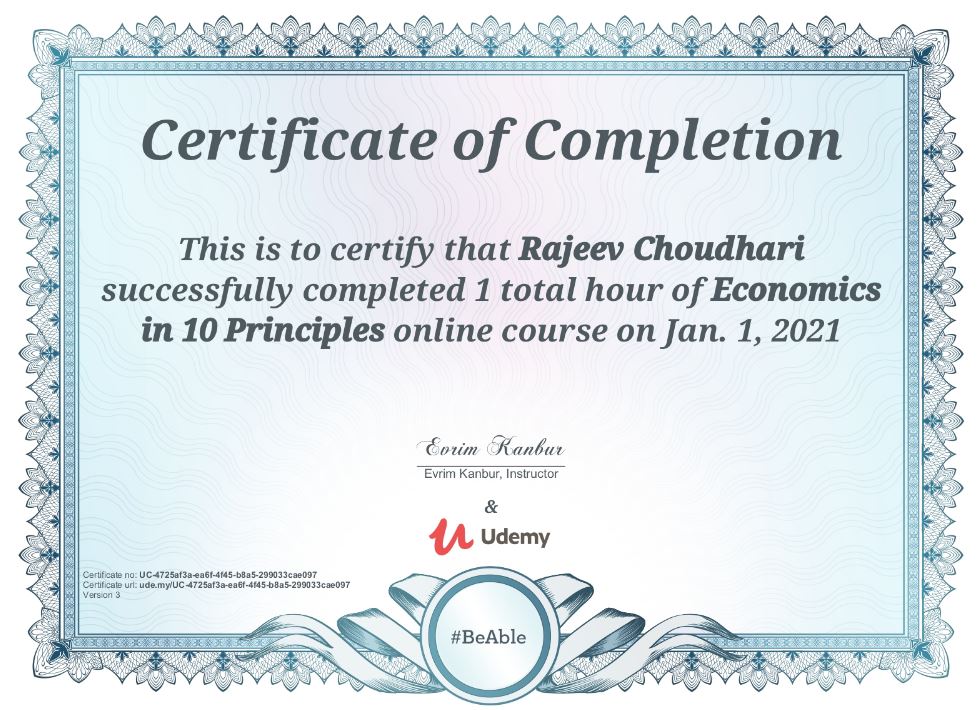 Certificate of Completion
This is to certify that Rajeev Choudhari
successfully completed 1 total hour of Economics
in 10 Principles online course on Jan. 1, 2021
Evrim Kanbur
Evrim Kanbur, Instructor
&
Udemy
Certificate no: UC-4725af3a-ea6f-4f45-b8a5-299033cae097
Certificate url: ude.my/UC-4725af3a-ea6f-4f45-b8a5-299033cae097
Version 3
#BeAble